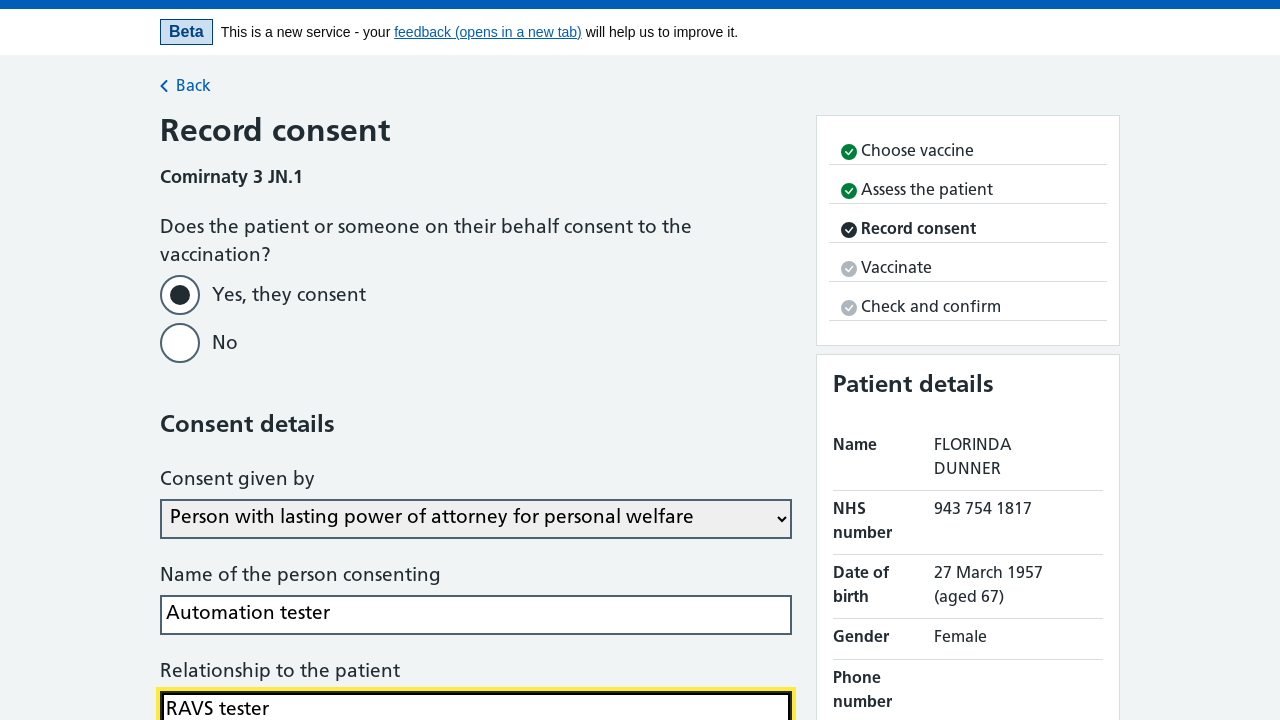 Beta This is a new service - your feedback (opens in a new tab) will help us to improve it.
Back
Record consent
Comirnaty 3 JN.1
Does the patient or someone on their behalf consent to the
vaccination?
Yes, they consent
No
Consent details
Consent given by
Person with lasting power of attorney for personal welfare
Name of the person consenting
Automation tester
Relationship to the patient
RAVS tester
Choose vaccine
Assess the patient
Record consent
Vaccinate
Check and confirm
Patient details
Name FLORINDA
DUNNER
NHS 943 754 1817
number
Date of 27 March 1957
birth (aged 67)
Gender Female
Phone
number